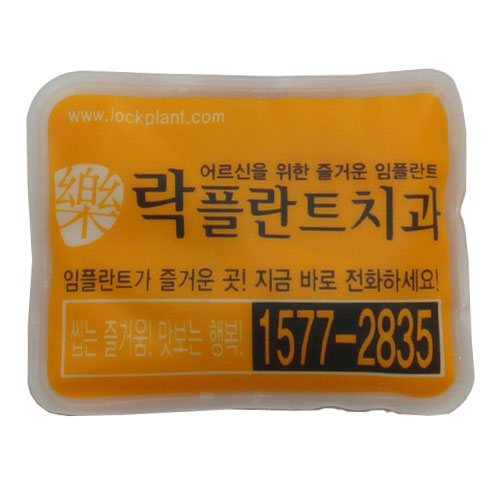 www.lockplant.com
어르신을 위한 즐거운 임플란트
樂 락플란트치과
임플란트가 즐거운 곳! 지금 바로 전화하세요!
씹는 즐거움! 맛보는 행복! 1577-2835